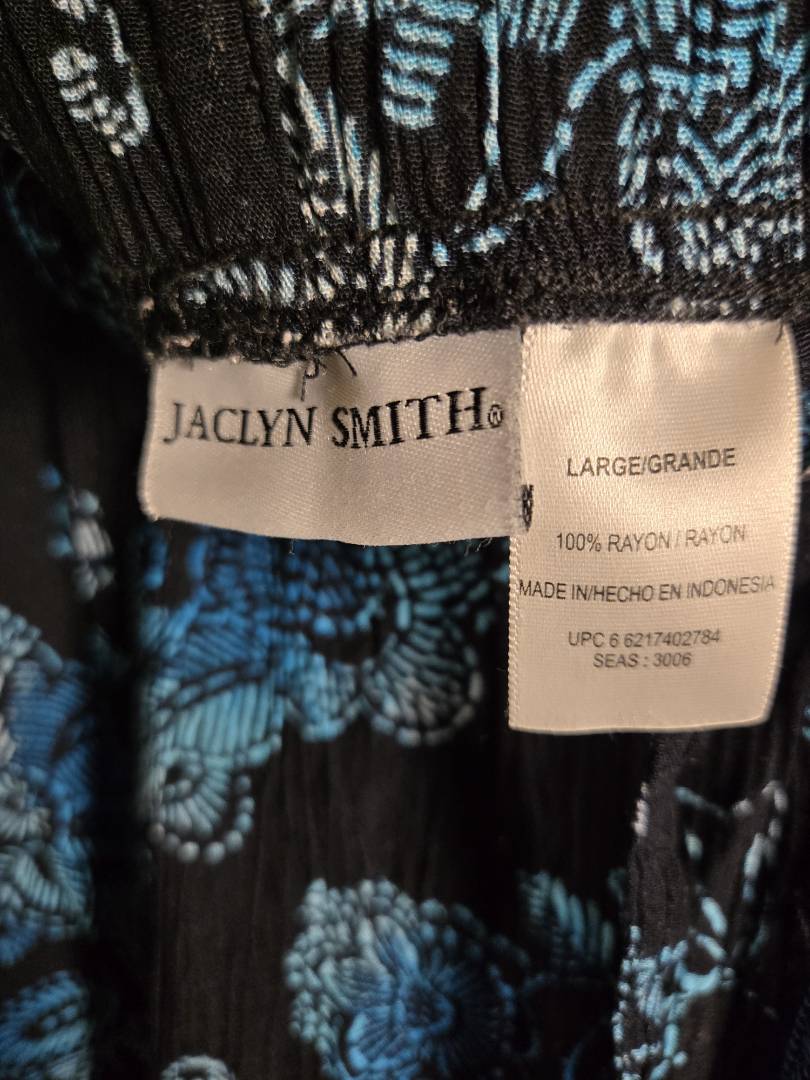 JACLYN SMITH®
LARGE/GRANDE
100% RAYON / RAYON
MADE IN/HECHO EN INDONESIA
UPC 6 6217402784
SEAS : 3006